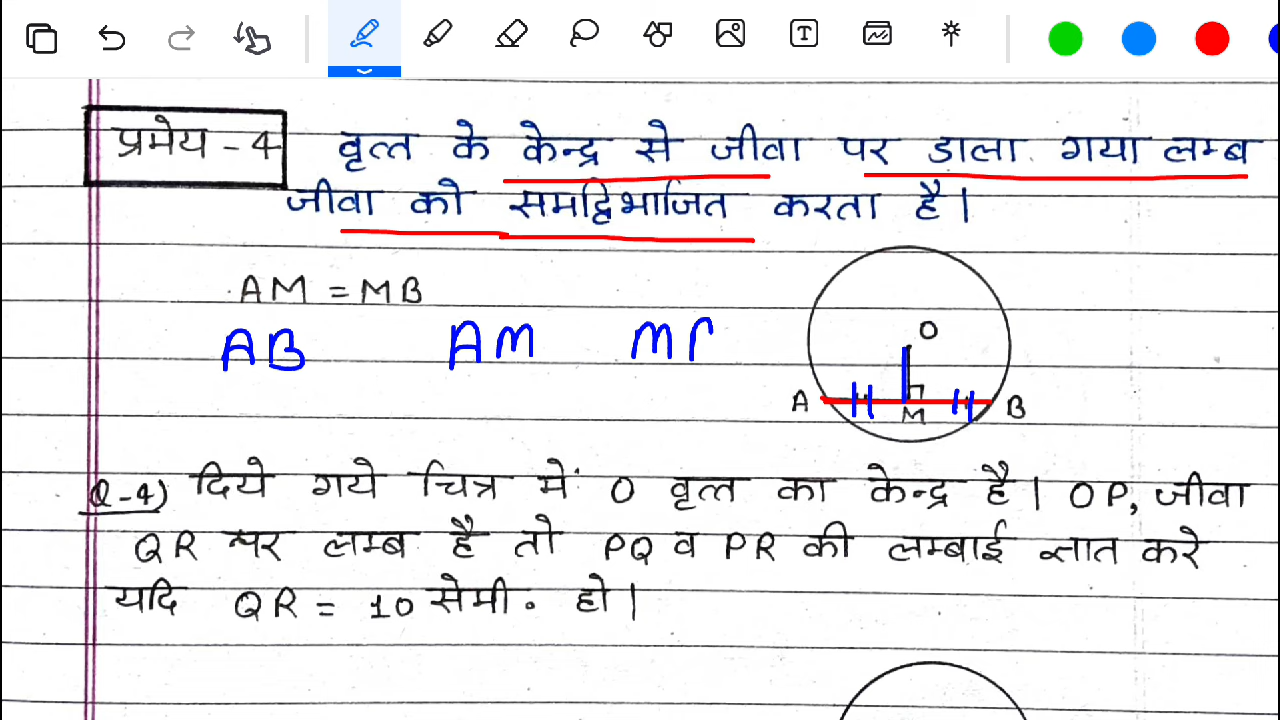 प्रमेय - 4 वृत्त के केन्द्र से जीवा पर डाला गया लम्ब
जीवा को समद्विभाजित करता है।
AM = MB
AB AM M
O
A M B
Q-4) दिये गये चित्र में O वृत्त का केन्द्र है। OP, जीवा
QR पर लम्ब है तो PQ व PR की लम्बाई ज्ञात करे
यदि QR = 10 सेमी. हो।